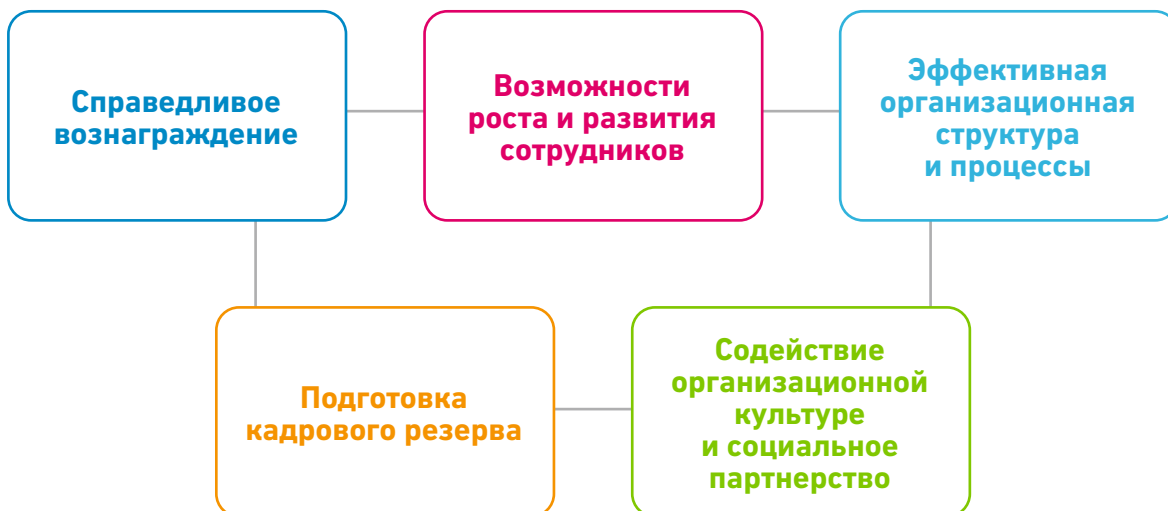 Справедливое
вознаграждение
Возможности
роста и развития
сотрудников
Эффективная
организационная
структура
и процессы
Подготовка
кадрового резерва
Содействие
организационной
культуре
и социальное
партнерство